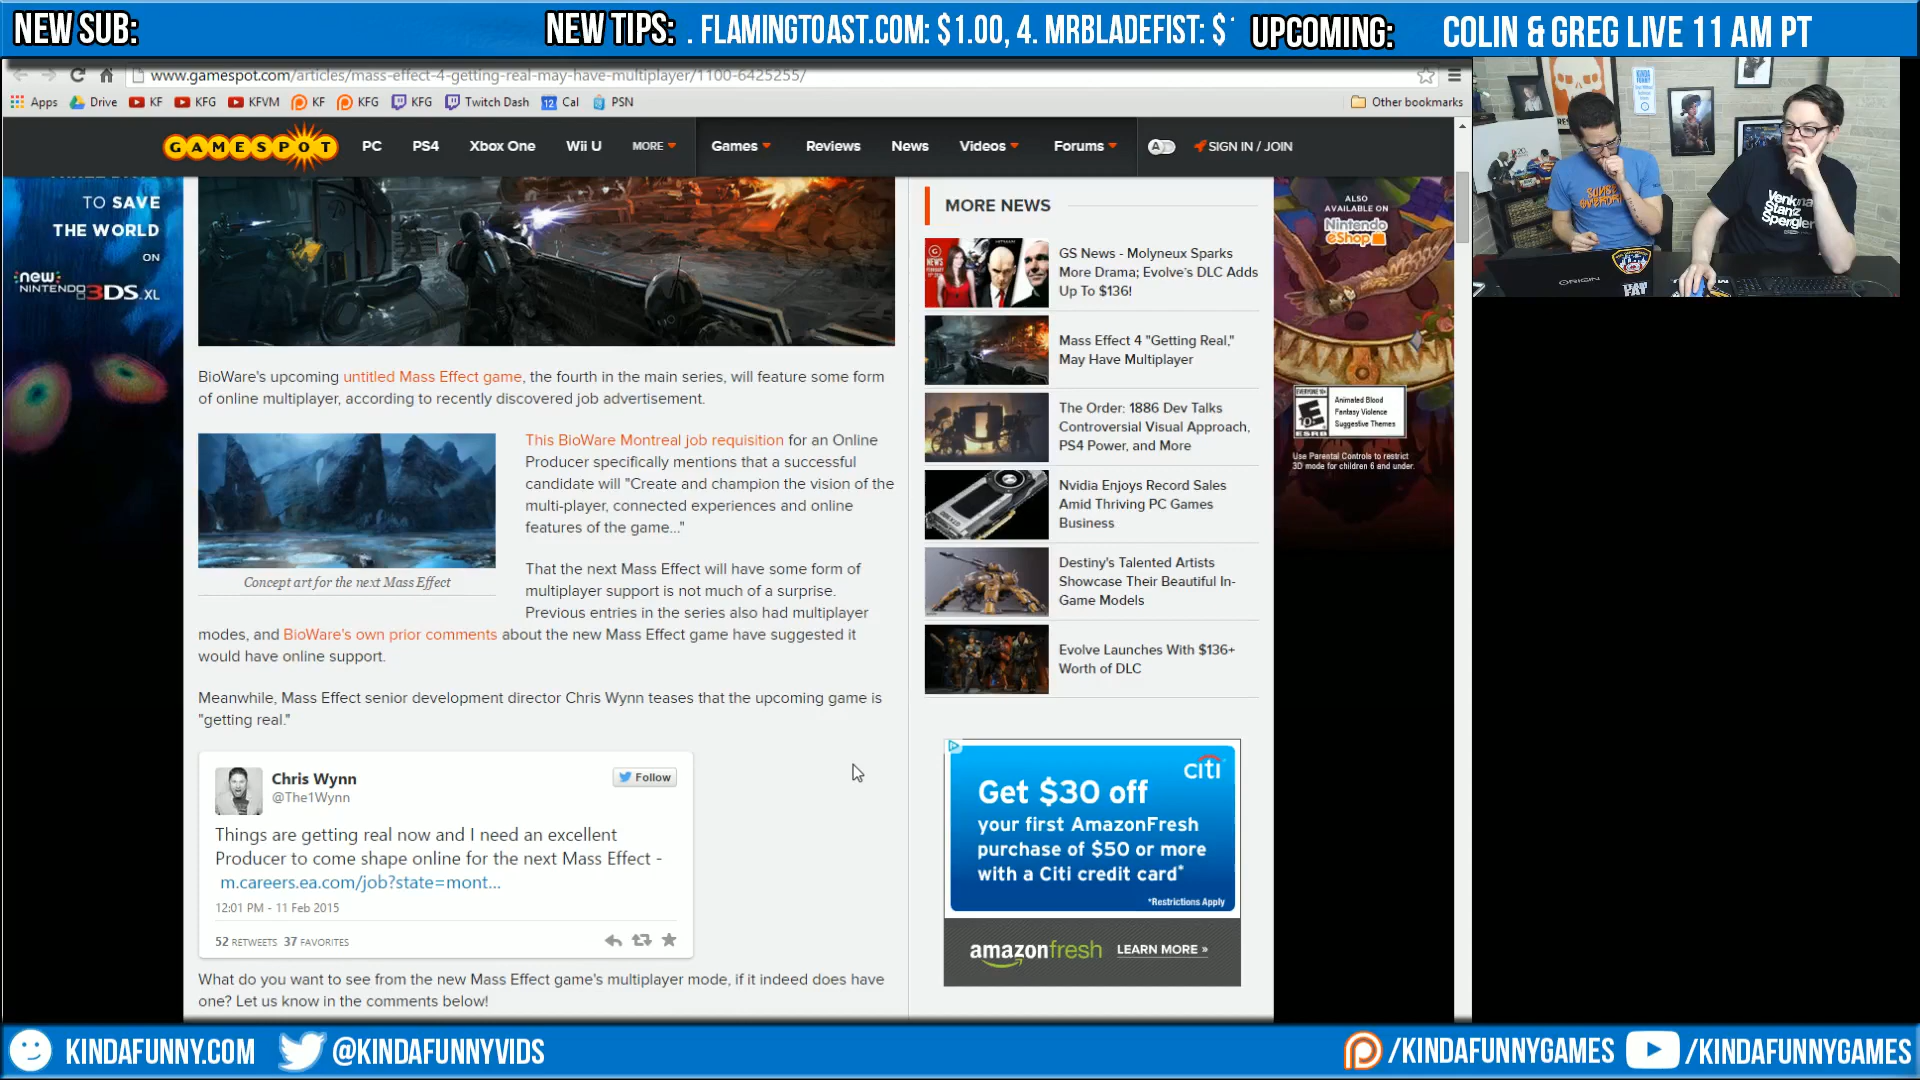 NEW SUB:
NEW TIPS: . FLAMINGTOAST.COM: $1.00, 4. MRBLADEFIST: $
UPCOMING: COLIN & GREG LIVE 11 AM PT
www.gamespot.com/articles/mass-effect-4-getting-real-may-have-multiplayer/1100-6425255/
Apps Drive KF KFG KFVM KF KFG KFG Twitch Dash 12 Cal PSN Other bookmarks
GAMESPOT PC PS4 Xbox One Wii U MORE Games Reviews News Videos Forums SIGN IN / JOIN
TO SAVE
THE WORLD
ON
new
NINTENDO 3DS XL
BioWare's upcoming untitled Mass Effect game, the fourth in the main series, will feature some form
of online multiplayer, according to recently discovered job advertisement.
Concept art for the next Mass Effect
This BioWare Montreal job requisition for an Online
Producer specifically mentions that a successful
candidate will "Create and champion the vision of the
multi-player, connected experiences and online
features of the game..."
That the next Mass Effect will have some form of
multiplayer support is not much of a surprise.
Previous entries in the series also had multiplayer
modes, and BioWare's own prior comments about the new Mass Effect game have suggested it
would have online support.
Meanwhile, Mass Effect senior development director Chris Wynn teases that the upcoming game is
"getting real."
Chris Wynn
@The1Wynn
Follow
Things are getting real now and I need an excellent
Producer to come shape online for the next Mass Effect -
m.careers.ea.com/job?state=mont...
12:01 PM - 11 Feb 2015
52 RETWEETS 37 FAVORITES
What do you want to see from the new Mass Effect game's multiplayer mode, if it indeed does have
one? Let us know in the comments below!
MORE NEWS
GS News - Molyneux Sparks
More Drama; Evolve's DLC Adds
Up To $136!
Mass Effect 4 "Getting Real,"
May Have Multiplayer
The Order: 1886 Dev Talks
Controversial Visual Approach,
PS4 Power, and More
Nvidia Enjoys Record Sales
Amid Thriving PC Games
Business
Destiny's Talented Artists
Showcase Their Beautiful In-
Game Models
Evolve Launches With $136+
Worth of DLC
citi
Get $30 off
your first AmazonFresh
purchase of $50 or more
with a Citi credit card*
*Restrictions Apply
amazonfresh LEARN MORE »
ALSO
AVAILABLE ON
Nintendo
eShop
EVERYONE 10+
E
ESRB
Animated Blood
Fantasy Violence
Suggestive Themes
Use Parental Controls to restrict
3D mode for children 6 and under.
SUNSET
OVERDRIVE
Venkman
Stantz
Spengler
ORIGIN
TEAM
FAT
KINDAFUNNY.COM
@KINDAFUNNYVIDS
/KINDAFUNNYGAMES
/KINDAFUNNYGAMES